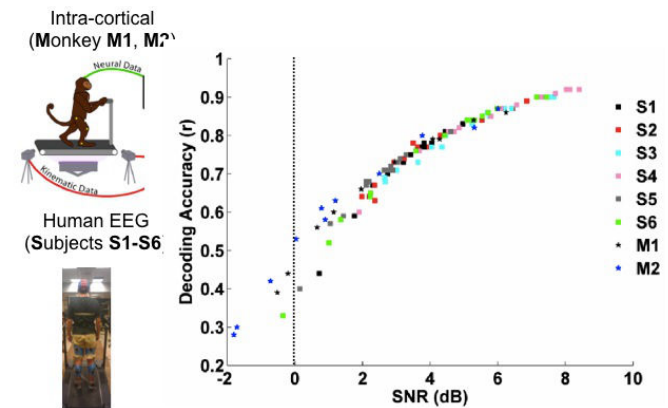 Intra-cortical
(Monkey M1, M2)
Neural Data
Kinematic Data
Human EEG
(Subjects S1-S6)
Decoding Accuracy (r)
1
0.9
0.8
0.7
0.6
0.5
0.4
0.3
0.2
-2
0
2
4
6
8
10
SNR (dB)
S1
S2
S3
S4
S5
S6
M1
M2